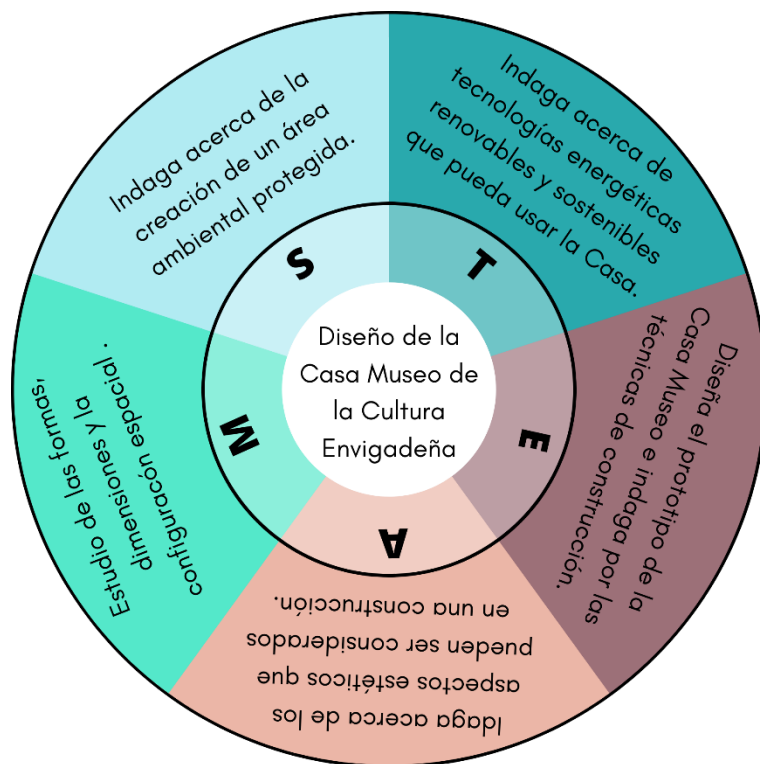 Diseño de la
Casa Museo de
la Cultura
Envigadeña
S
Indaga acerca de la
creación de un área
ambiental protegida.
T
Indaga acerca de
tecnologías energéticas
renovables y sostenibles
que pueda usar la Casa.
E
Diseña el prototipo de la
Casa Museo e indaga por las
técnicas de construcción.
A
Idaga acerca de los
aspectos estéticos que
pueden ser considerados
en una construcción.
M
Estudio de las formas,
dimensiones y la
configuracón espacial.